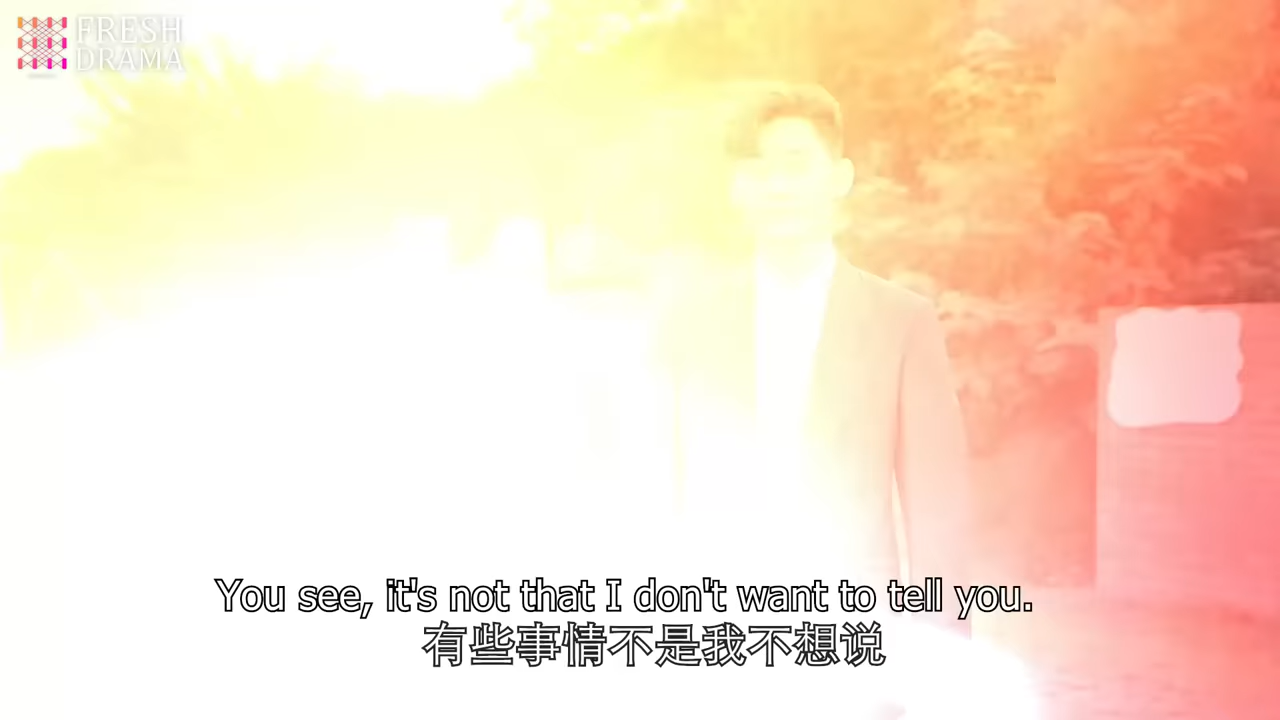 FRESH
DRAMA
You see, it's not that I don't want to tell you.
有些事情不是我不想说